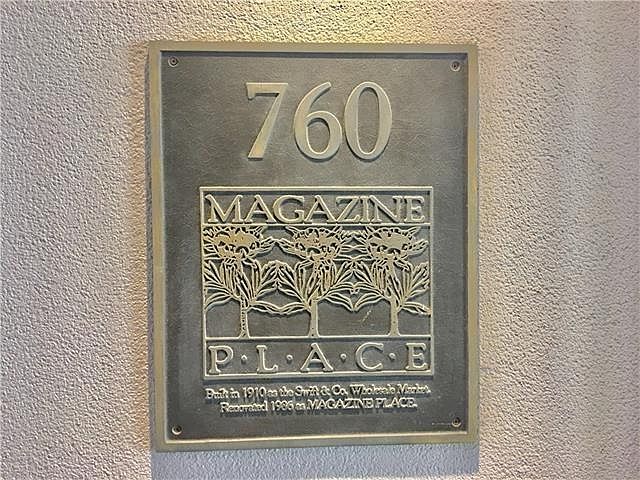 760
MAGAZINE
P·L·A·C·E
Built in 1910 as the Swift & Co. Wholesale Market.
Renovated 1986 as MAGAZINE PLACE.